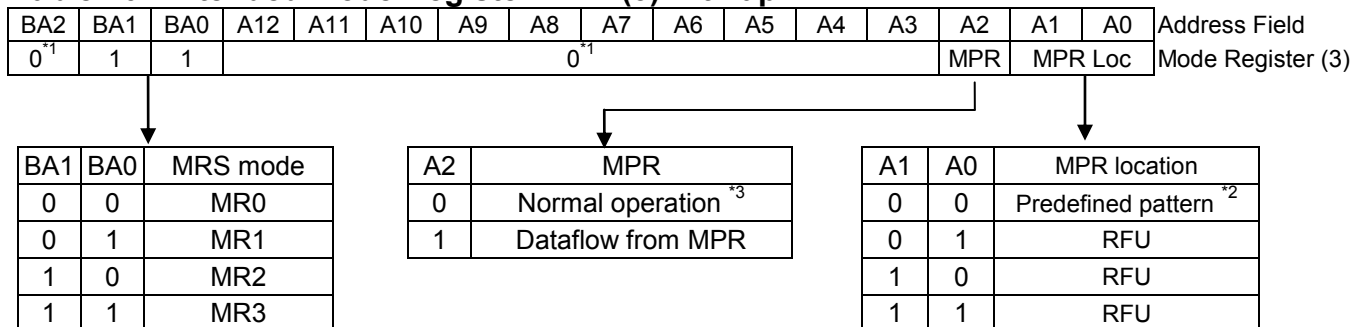 BA2 BA1 BA0 A12 A11 A10 A9 A8 A7 A6 A5 A4 A3 A2 A1 A0 Address Field
0*1 1 1 0*1 MPR MPR Loc Mode Register (3)
BA1 BA0 MRS mode
0 0 MR0
0 1 MR1
1 0 MR2
1 1 MR3
A2 MPR
0 Normal operation *3
1 Dataflow from MPR
A1 A0 MPR location
0 0 Predefined pattern *2
0 1 RFU
1 0 RFU
1 1 RFU